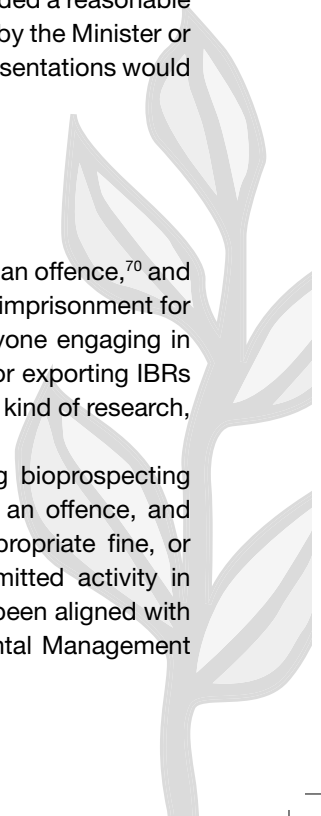 ded a reasonable
by the Minister or
sentations would
an offence,70 and
imprisonment for
yone engaging in
or exporting IBRs
kind of research,
g bioprospecting
an offence, and
propriate fine, or
mitted activity in
been aligned with
ntal Management